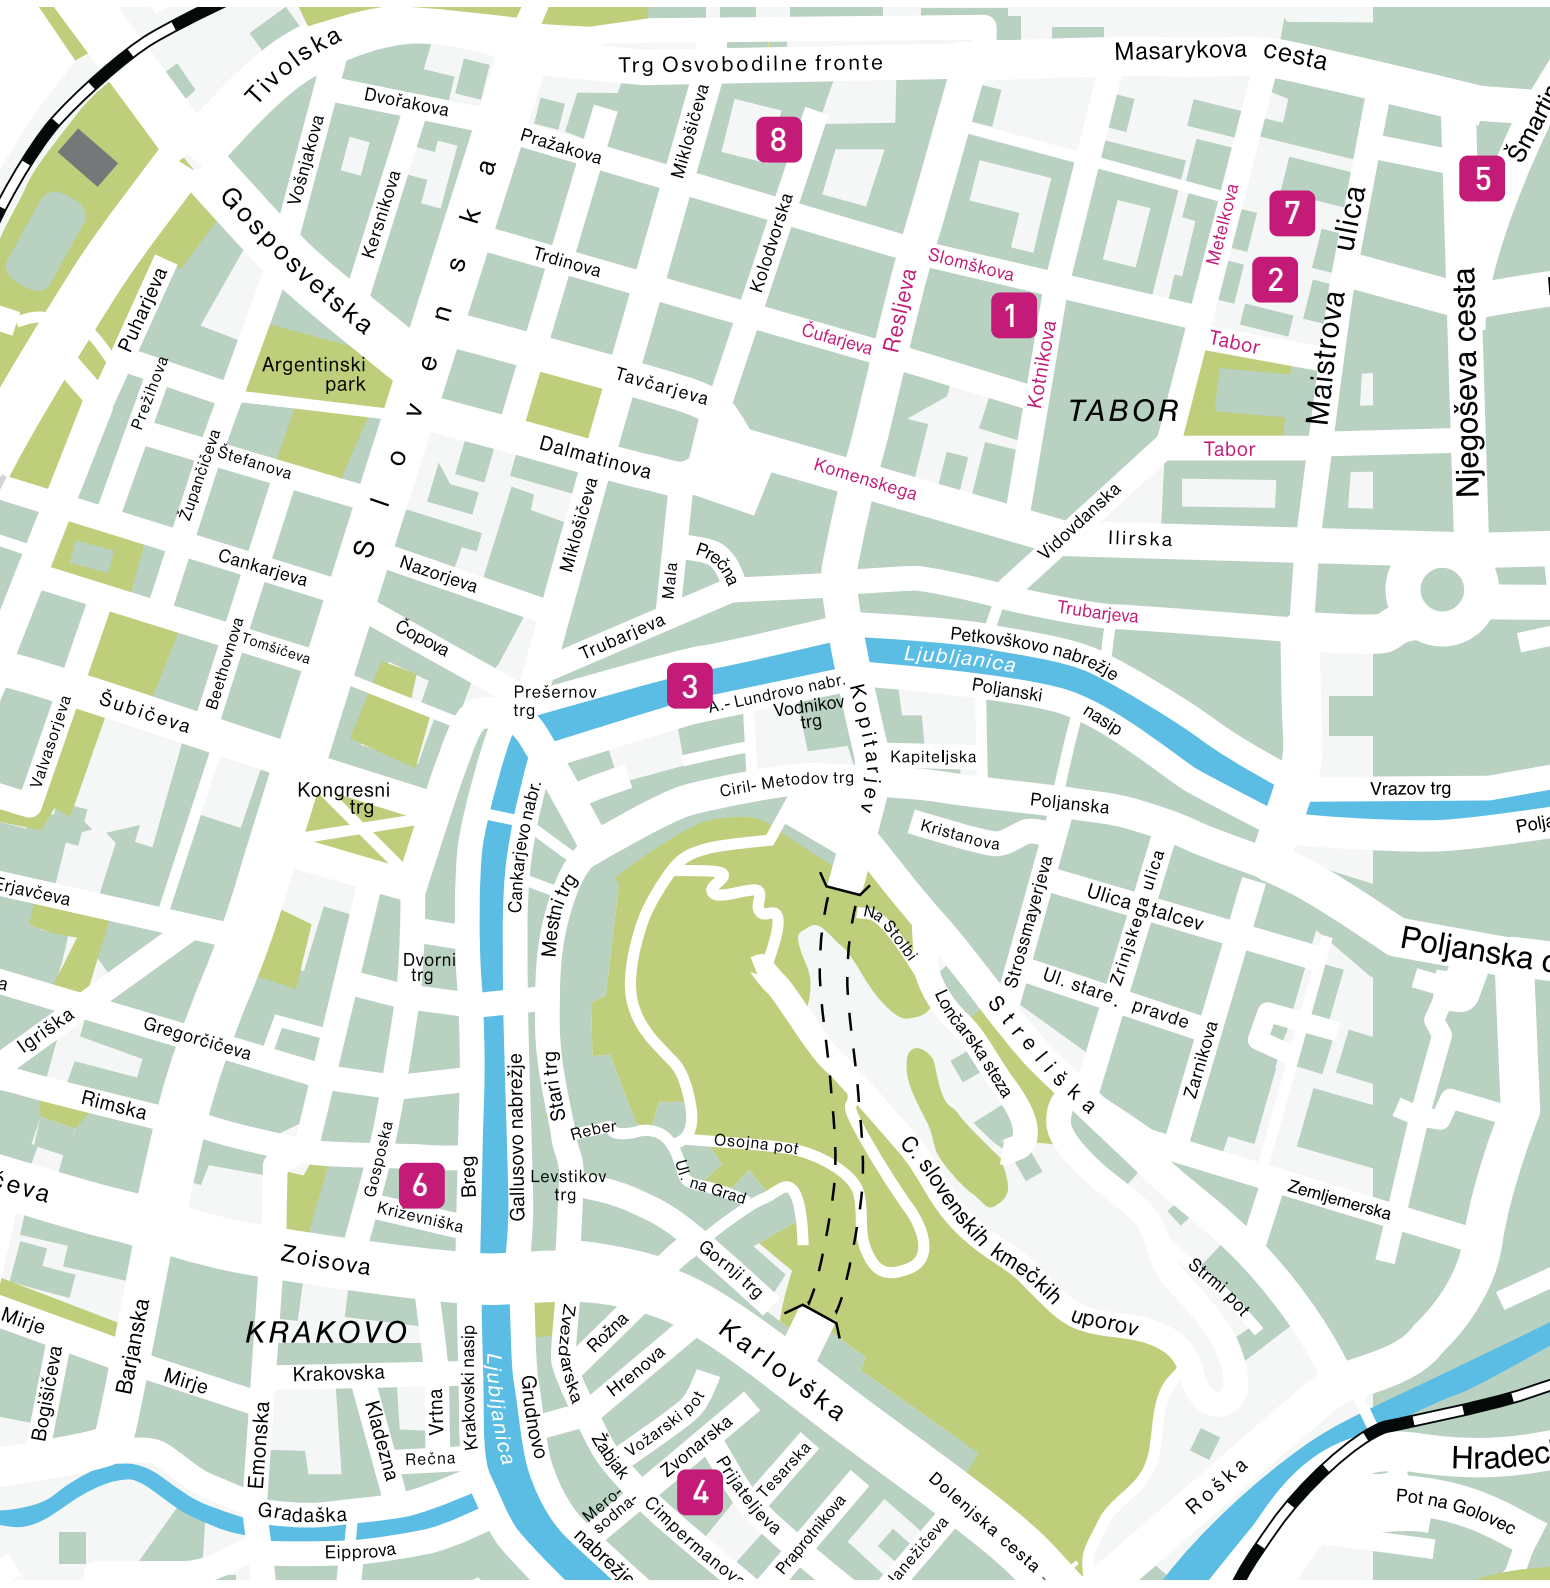 Tivolska
Trg Osvobodilne fronte
Masarykova cesta
Šmartin
Dvořakova
Pražakova
Miklošičeva
8
5
Vošnjakova
Kersnikova
Slovenska
Gosposvetska
Kolodvorska
Metelkova
7
ulica
Maistrova
2
Slomškova
Resljeva
1
Kotnikova
Čufarjeva
Trdinova
Puharjeva
Prežihova
Argentinski
park
Tavčarjeva
Tabor
TABOR
Njegoševa cesta
Tabor
Župančičeva
Štefanova
Dalmatinova
Komenskega
Miklošičeva
Vidovdanska
Ilirska
Cankarjeva
Nazorjeva
Mala
Prečna
Trubarjeva
Trubarjeva
Čopova
Beethovnova
Tomšičeva
Petkovškovo nabrežje
Ljubljanica
Poljanski
nasip
Prešernov
trg
3
A.- Lundrovo nabr.
Vodnikov
trg
Kopitarjev
Kapiteljska
Šubičeva
Valvasorjeva
Kongresni
trg
Ciril- Metodov trg
Poljanska
Vrazov trg
Polja
Cankarjevo nabr.
Kristanova
Erjavčeva
Mestni trg
Na Stolbi
Strossmayerjeva
Ulica talcev
Zrinjskega ulica
Poljanska c
Dvorni
trg
Ul. stare pravde
a
Igriška
Gregorčičeva
Lončarska steza
Streliška
Zarnikova
Rimska
Gallusovo nabrežje
Stari trg
Reber
Osojna pot
Ul. na Grad
C. slovenskih kmečkih uporov
Gosposka
6
Breg
Levstikov
trg
Križevniška
Zemljemerska
čeva
Zoisova
Gornji trg
Strmi pot
Mirje
KRAKOVO
Barjanska
Bogišićeva
Mirje
Krakovska
Krakovski nasip
Ljubljanica
Zvezdarska
Rožna
Hrenova
Karlovška
Emonska
Kladezna
Vrtna
Rečna
Grudnovo
Žabjak
Vožarski pot
Zvonarska
Prijateljeva
Tesarska
4
Mero-
sodna-
Cimpermanova
Praprotnikova
Janežičeva
Dolenjska cesta -
nabrežje
Gradaška
Eipprova
Roška
Hradec
Pot na Golovec